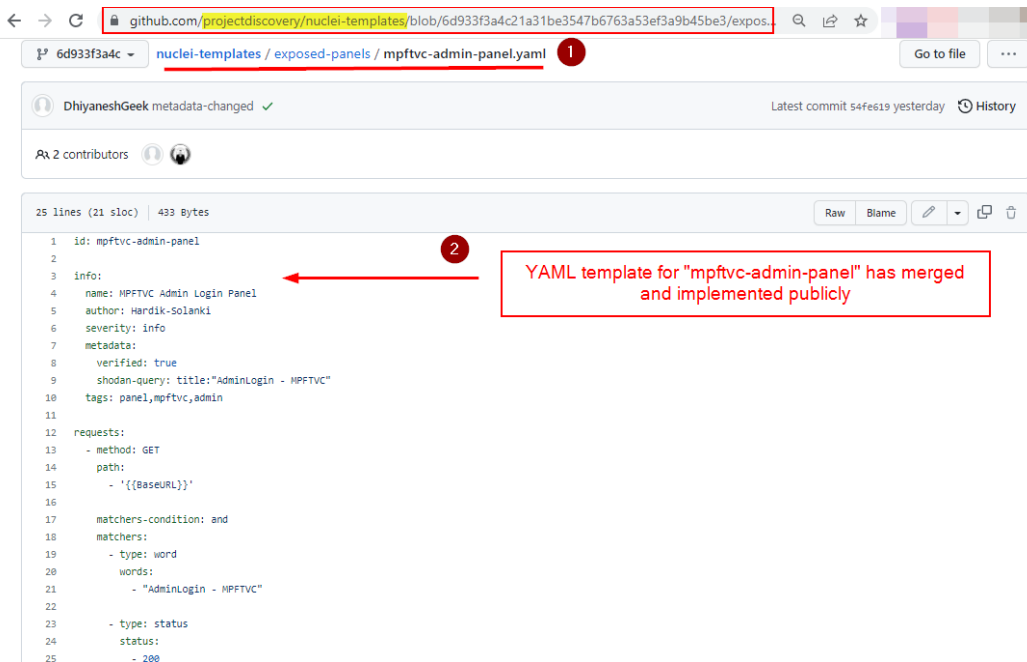 github.com/projectdiscovery/nuclei-templates/blob/6d933f3a4c21a31be3547b6763a53ef3a9b45be3/expos...
6d933f3a4c nuclei-templates / exposed-panels / mpftvc-admin-panel.yaml 1 Go to file ...
DhiyaneshGeek metadata-changed Latest commit 54fe619 yesterday History
2 contributors
25 lines (21 sloc) 433 Bytes Raw Blame
1 id: mpftvc-admin-panel
2
2
3 info:
YAML template for "mpftvc-admin-panel" has merged
and implemented publicly
4 name: MPFTVC Admin Login Panel
5 author: Hardik-Solanki
6 severity: info
7 metadata:
8 verified: true
9 shodan-query: title:"AdminLogin - MPFTVC"
10 tags: panel,mpftvc,admin
11
12 requests:
13 - method: GET
14 path:
15 - '{{BaseURL}}'
16
17 matchers-condition: and
18 matchers:
19 - type: word
20 words:
21 - "AdminLogin - MPFTVC"
22
23 - type: status
24 status:
25 - 200